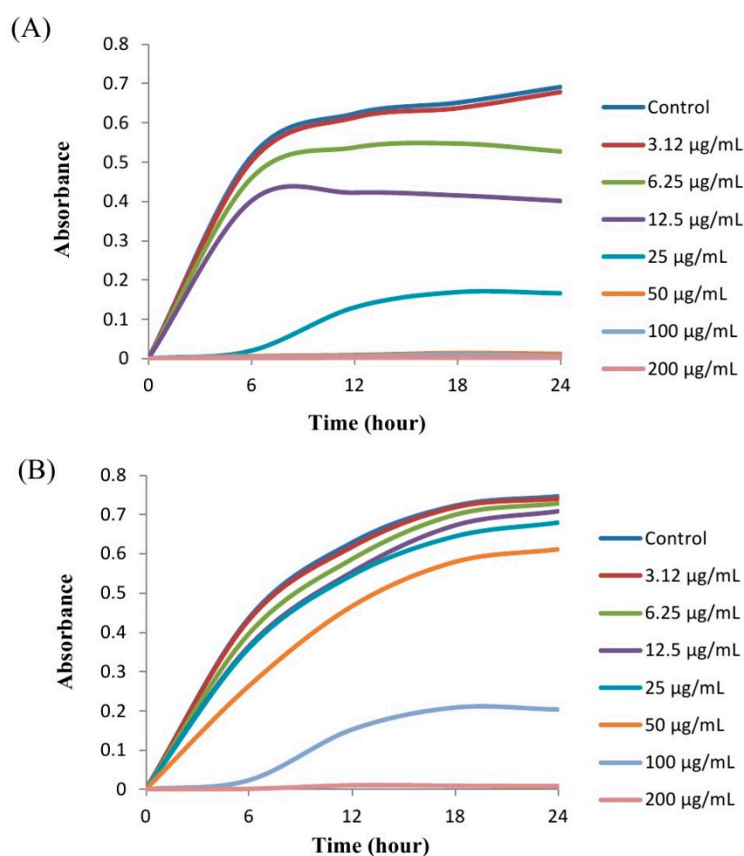 (A)
0.8
0.7
0.6
0.5
0.4
0.3
0.2
0.1
0
Absorbance
0 6 12 18 24
Time (hour)
Control
3.12 µg/mL
6.25 µg/mL
12.5 µg/mL
25 µg/mL
50 µg/mL
100 µg/mL
200 µg/mL
(B)
0.8
0.7
0.6
0.5
0.4
0.3
0.2
0.1
0
Absorbance
0 6 12 18 24
Time (hour)
Control
3.12 µg/mL
6.25 µg/mL
12.5 µg/mL
25 µg/mL
50 µg/mL
100 µg/mL
200 µg/mL